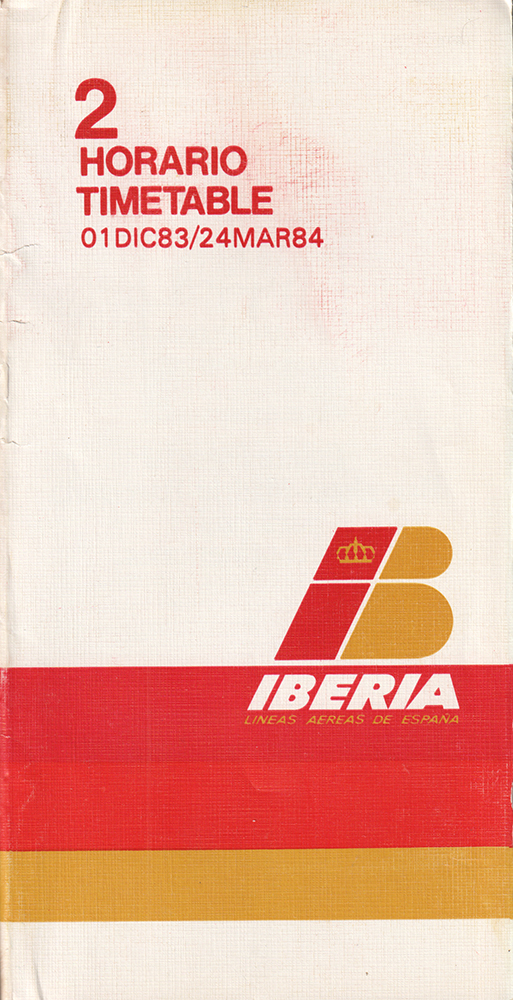 2
HORARIO
TIMETABLE
01DIC83/24MAR84
IBERIA
LINEAS AEREAS DE ESPAÑA